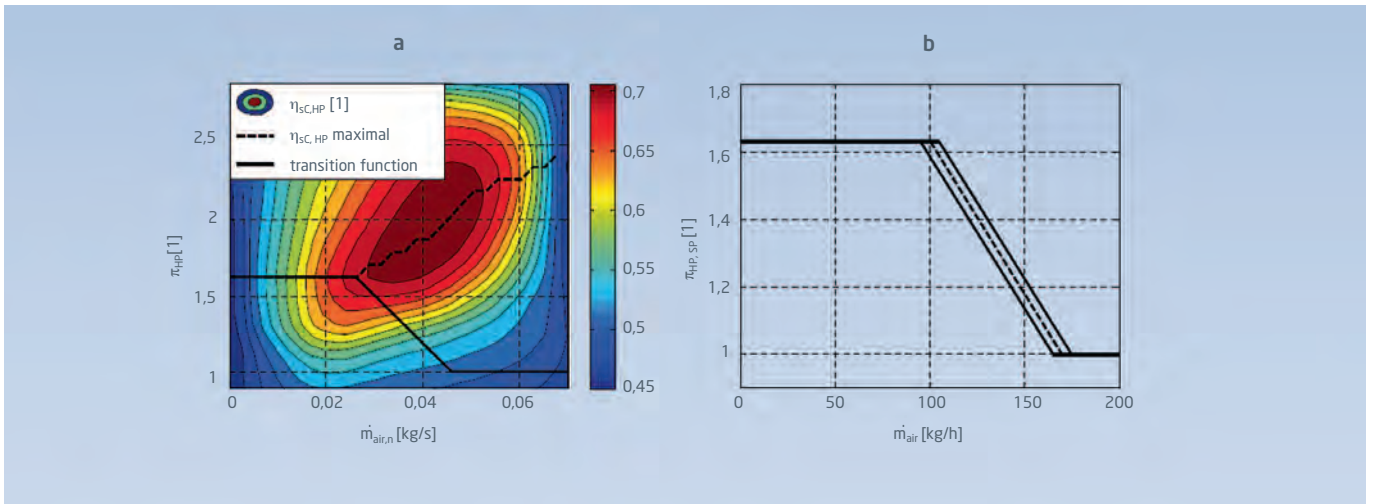 a
η_sC,HP [1]
η_sC, HP maximal
transition function
2,5
2
1,5
1
π_HP[1]
0
0,02
0,04
0,06
ṁ_air,n [kg/s]
0,7
0,65
0,6
0,55
0,5
0,45
b
1,8
1,6
1,4
1,2
1
π_HP, SP [1]
0
50
100
150
200
ṁ_air [kg/h]